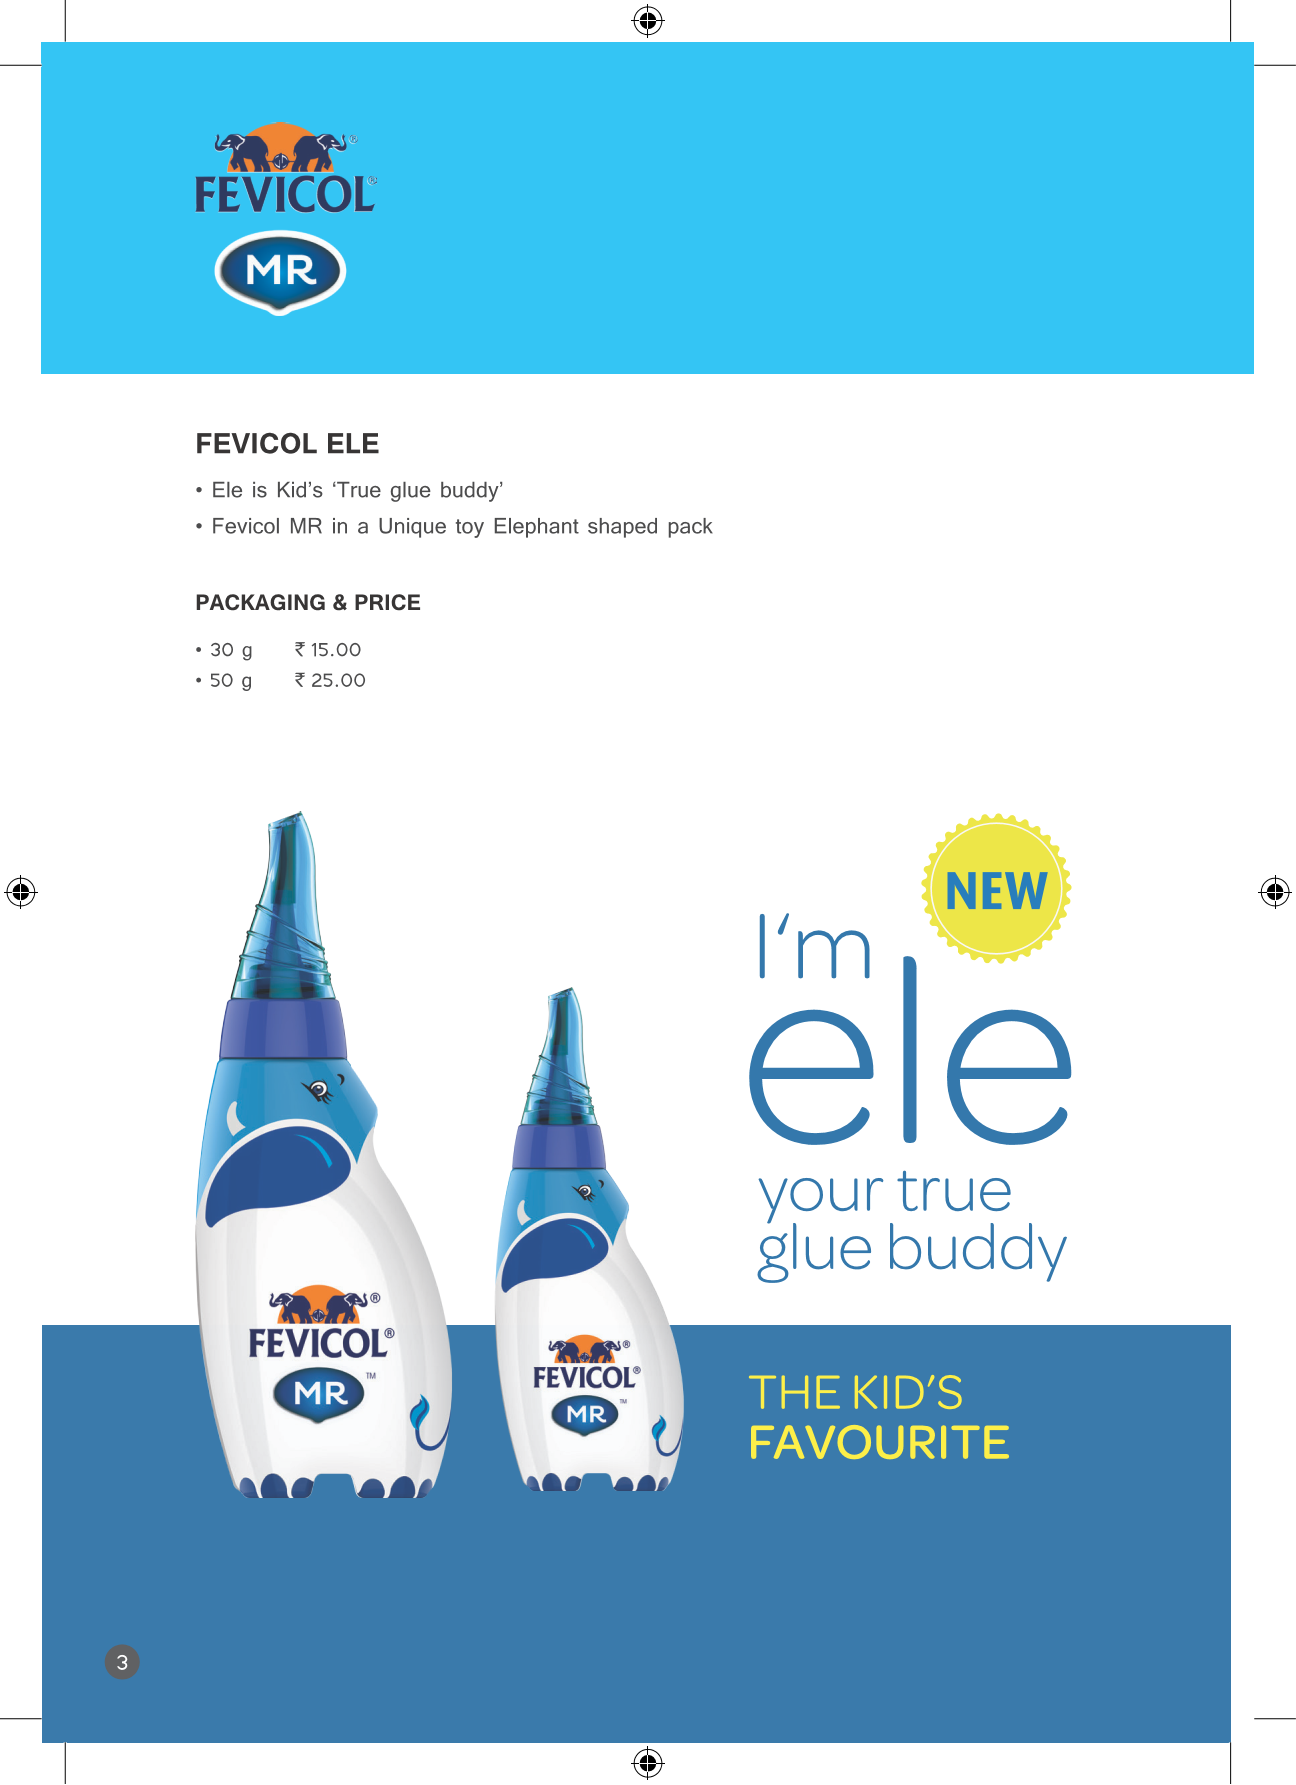 FEVICOL®
MR
FEVICOL ELE
• Ele is Kid's ‘True glue buddy’
• Fevicol MR in a Unique toy Elephant shaped pack
PACKAGING & PRICE
• 30 g ₹ 15.00
• 50 g ₹ 25.00
NEW
I‘m
ele
your true
glue buddy
FEVICOL®
MR™
FEVICOL®
MR™
THE KID'S
FAVOURITE
3